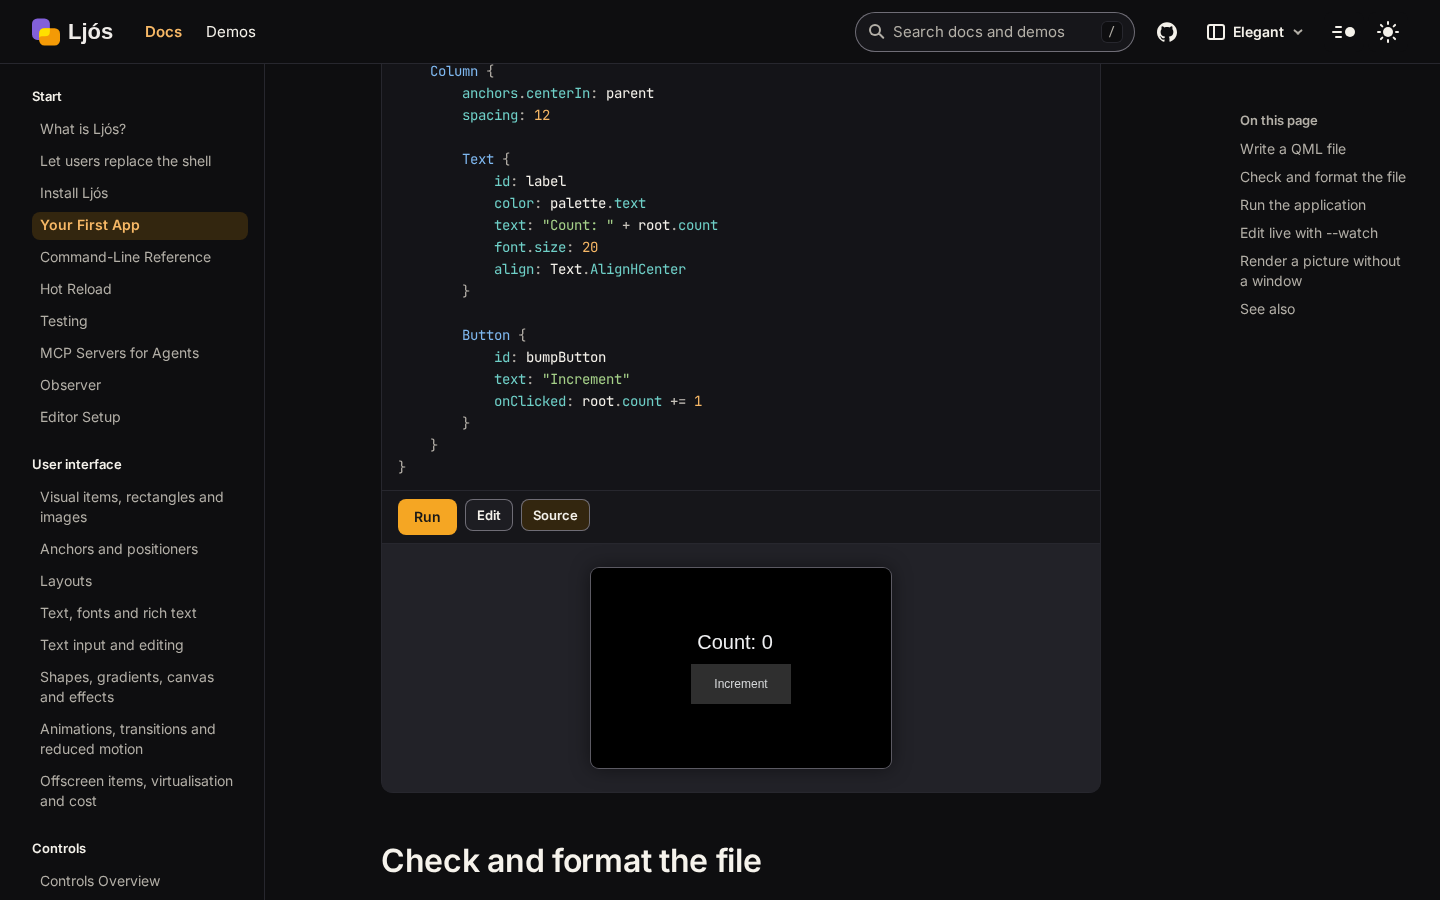 Ljós
Docs
Demos
Search docs and demos
/
Elegant
Start
What is Ljós?
Let users replace the shell
Install Ljós
Your First App
Command-Line Reference
Hot Reload
Testing
MCP Servers for Agents
Observer
Editor Setup
User interface
Visual items, rectangles and
images
Anchors and positioners
Layouts
Text, fonts and rich text
Text input and editing
Shapes, gradients, canvas
and effects
Animations, transitions and
reduced motion
Offscreen items, virtualisation
and cost
Controls
Controls Overview
Column {
anchors.centerIn: parent
spacing: 12
Text {
id: label
color: palette.text
text: "Count: " + root.count
font.size: 20
align: Text.AlignHCenter
}
Button {
id: bumpButton
text: "Increment"
onClicked: root.count += 1
}
}
}
Run
Edit
Source
Count: 0
Increment
Check and format the file
On this page
Write a QML file
Check and format the file
Run the application
Edit live with --watch
Render a picture without
a window
See also